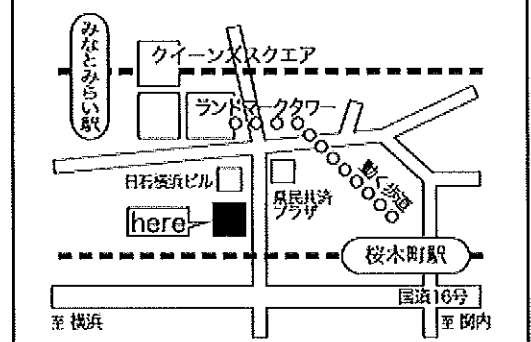 みなとみらい駅
クイーンズスクエア
ランドマークタワー
動く歩道
日石横浜ビル
県民共済
プラザ
here
桜木町駅
国道16号
至 横浜
至 関内